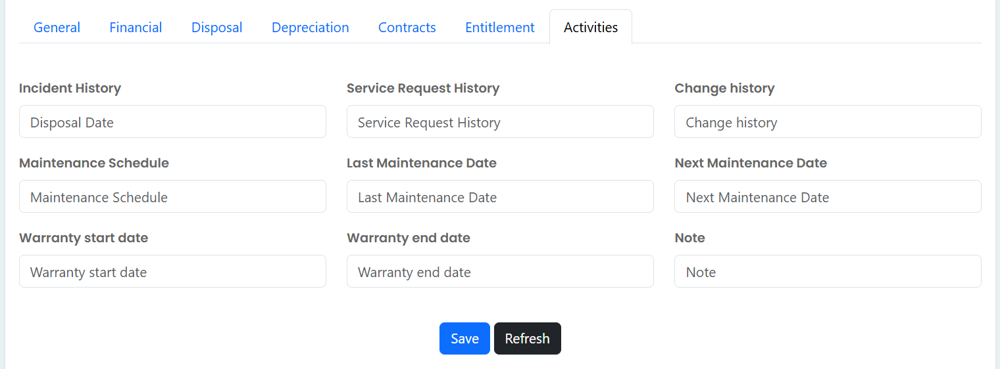 General Financial Disposal Depreciation Contracts Entitlement Activities
Incident History Service Request History Change history
Disposal Date Service Request History Change history
Maintenance Schedule Last Maintenance Date Next Maintenance Date
Maintenance Schedule Last Maintenance Date Next Maintenance Date
Warranty start date Warranty end date Note
Warranty start date Warranty end date Note
Save Refresh